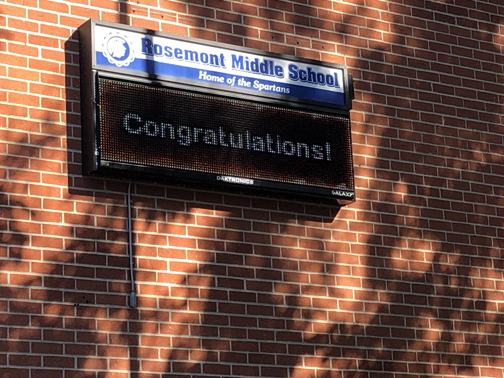 Rosemont Middle School
Home of the Spartans
Congratulations!
DAKTRONICS
GALAXY